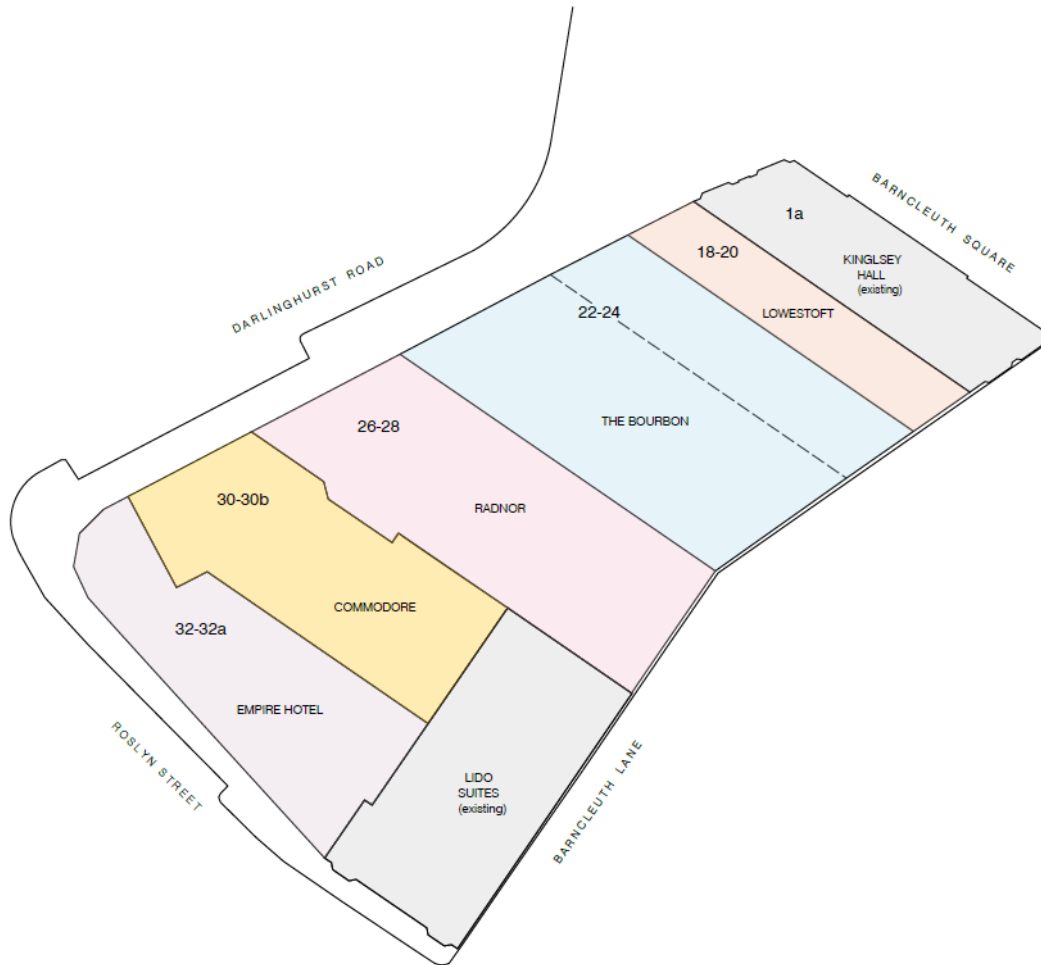 BARNCLEUTH SQUARE
1a
KINGLSEY
HALL
(existing)
18-20
LOWESTOFT
DARLINGHURST ROAD
22-24
THE BOURBON
26-28
RADNOR
30-30b
COMMODORE
32-32a
EMPIRE HOTEL
ROSLYN STREET
LIDO
SUITES
(existing)
BARNCLEUTH LANE